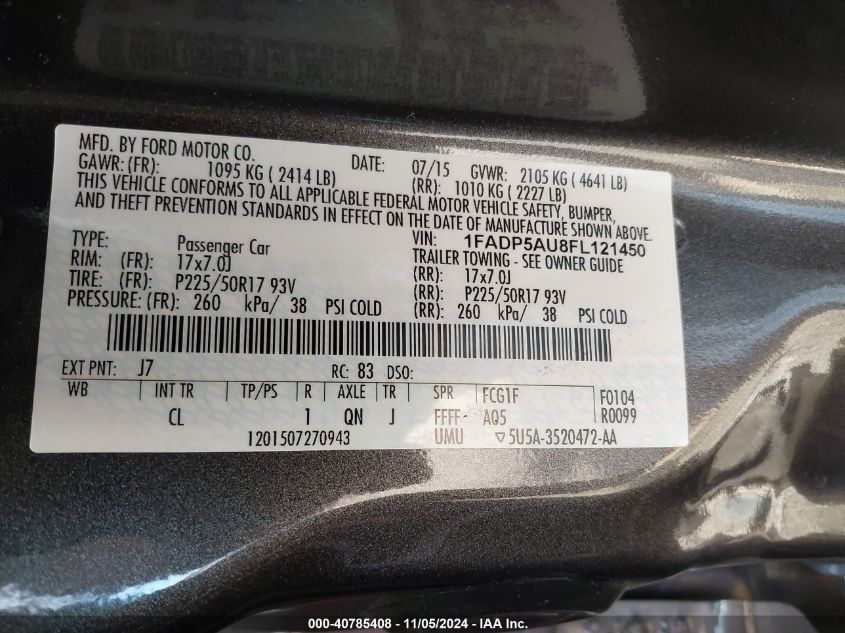 MFD. BY FORD MOTOR CO. DATE: 07/15 GVWR: 2105 KG ( 4641 LB)
GAWR: (FR): 1095 KG ( 2414 LB) (RR): 1010 KG ( 2227 LB)
THIS VEHICLE CONFORMS TO ALL APPLICABLE FEDERAL MOTOR VEHICLE SAFETY, BUMPER,
AND THEFT PREVENTION STANDARDS IN EFFECT ON THE DATE OF MANUFACTURE SHOWN ABOVE.
TYPE: Passenger Car VIN: 1FADP5AU8FL121450
TRAILER TOWING - SEE OWNER GUIDE
RIM: (FR): 17x7.0J (RR): 17x7.0J
TIRE: (FR): P225/50R17 93V (RR): P225/50R17 93V
PRESSURE: (FR): 260 kPa/ 38 PSI COLD (RR): 260 kPa/ 38 PSI COLD
EXT PNT: J7 RC: 83 DSO:
WB INT TR TP/PS R AXLE TR SPR FCG1F F0104
CL 1 QN J FFFF AQ5 R0099
1201507270943 UMU ▽5U5A-3520472-AA
000-40785408 - 11/05/2024 - IAA Inc.